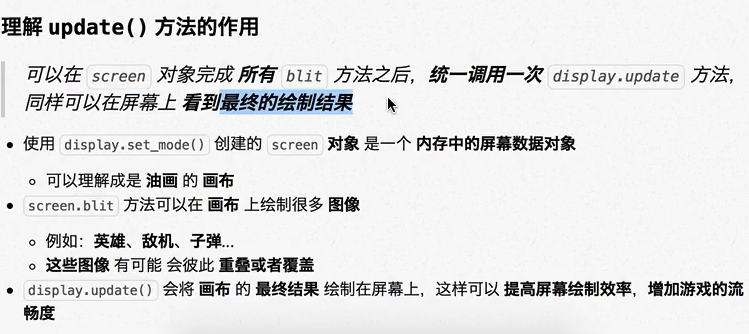 理解 update() 方法的作用
可以在 screen 对象完成 所有 blit 方法之后，统一调用一次 display.update 方法，
同样可以在屏幕上 看到最终的绘制结果
• 使用 display.set_mode() 创建的 screen 对象 是一个 内存中的屏幕数据对象
◦ 可以理解成是 油画 的 画布
• screen.blit 方法可以在 画布 上绘制很多 图像
◦ 例如：英雄、敌机、子弹...
◦ 这些图像 有可能 会彼此 重叠或者覆盖
• display.update() 会将 画布 的 最终结果 绘制在屏幕上，这样可以 提高屏幕绘制效率，增加游戏的流
畅度